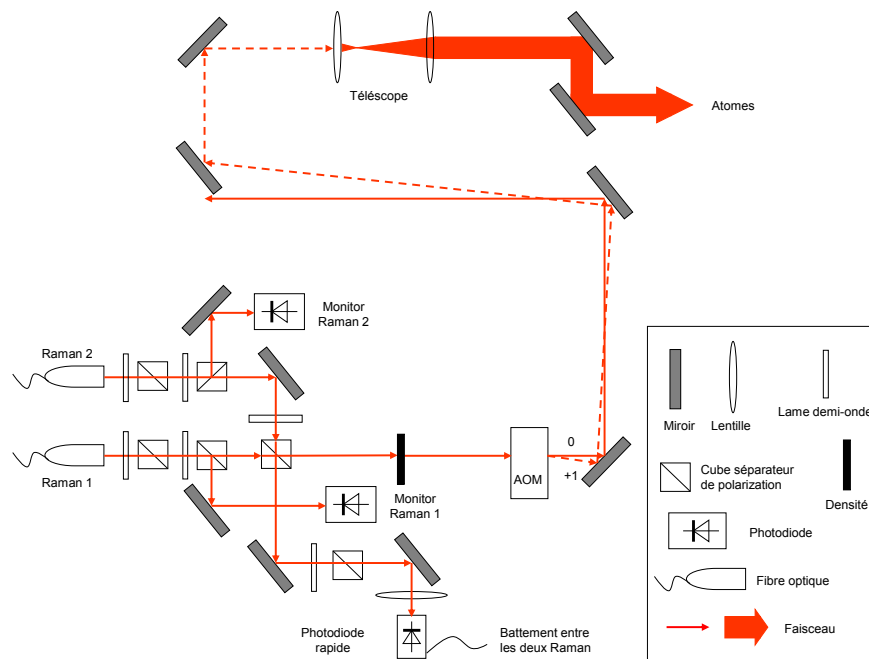 Téléscope
Atomes
Monitor
Raman 2
Raman 2
Raman 1
0
+1
AOM
Monitor
Raman 1
Photodiode
rapide
Battement entre
les deux Raman
Miroir
Lentille
Lame demi-onde
Cube séparateur
de polarization
Densité
Photodiode
Fibre optique
Faisceau